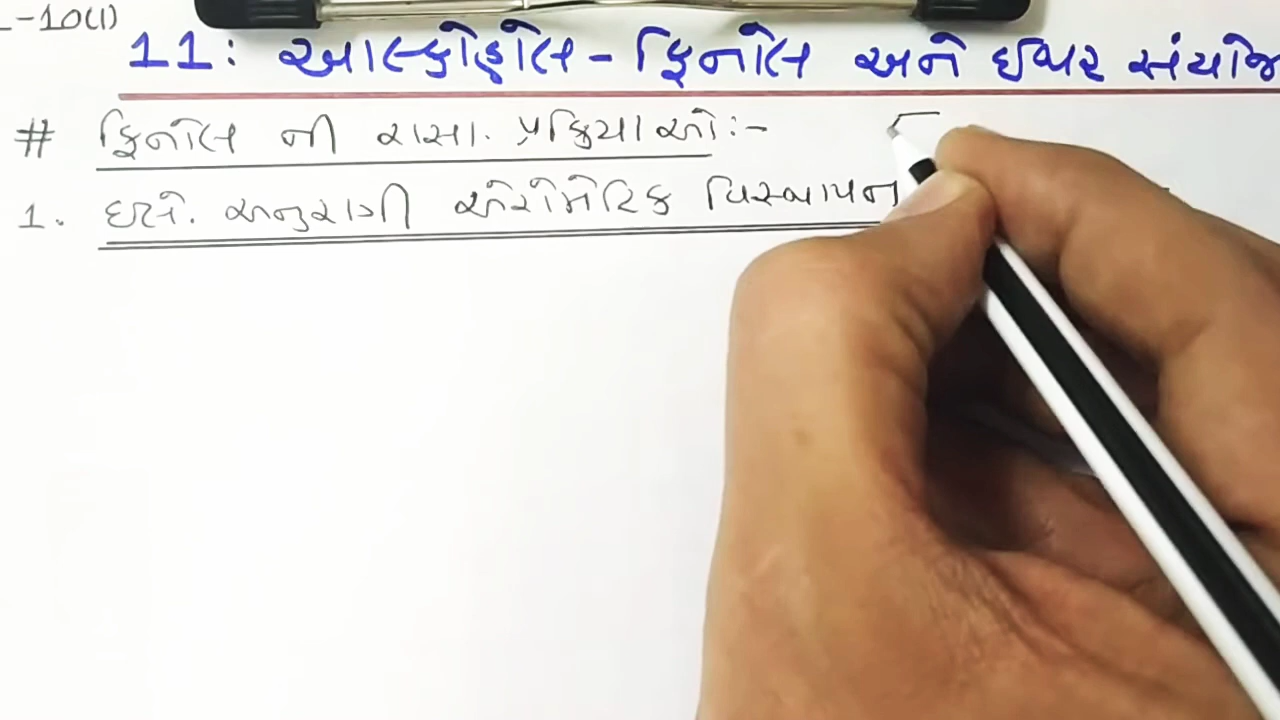 -10(1)
11: આલ્કોહોલ - ફિનોલ અને ઈથર સંયોજ
# ફિનોલ ની રાસા. પ્રક્રિયાઓ:-
1. ઇલે. અનુરાગી એરોમેટિક વિસ્થાપન